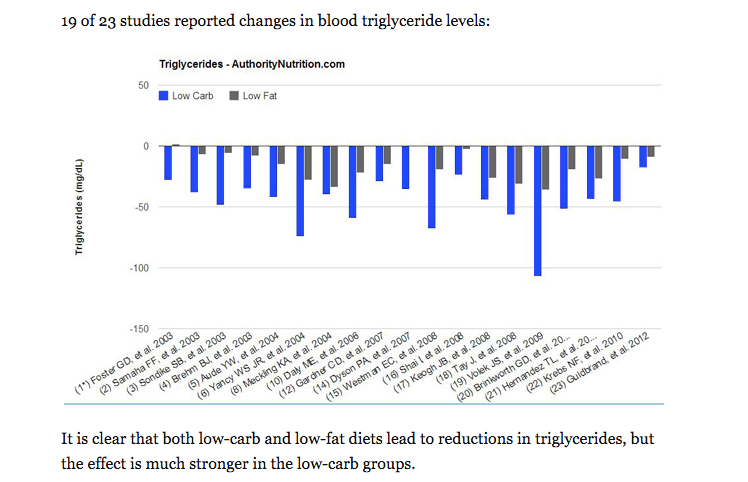 19 of 23 studies reported changes in blood triglyceride levels:
Triglycerides - AuthorityNutrition.com
Low Carb Low Fat
Triglycerides (mg/dL)
50
0
-50
-100
-150
(1*) Foster GD, et al. 2003
(2) Samaha FF, et al. 2003
(3) Sondike SB, et al. 2003
(4) Brehm BJ, et al. 2003
(5) Aude YW, et al. 2004
(6) Yancy WS JR, et al. 2004
(8) Meckling KA, et al. 2004
(10) Daly ME, et al. 2006
(12) Gardner CD, et al. 2007
(14) Dyson PA, et al. 2007
(15) Westman EC, et al. 2008
(16) Shai I, et al. 2008
(17) Keogh JB, et al. 2008
(18) Tay J, et al. 2008
(19) Volek JS, et al. 2009
(20) Brinkworth GD, et al. 20...
(21) Hernandez TL, et al. 20...
(22) Krebs NF, et al. 2010
(23) Guldbrand, et al. 2012
It is clear that both low-carb and low-fat diets lead to reductions in triglycerides, but
the effect is much stronger in the low-carb groups.